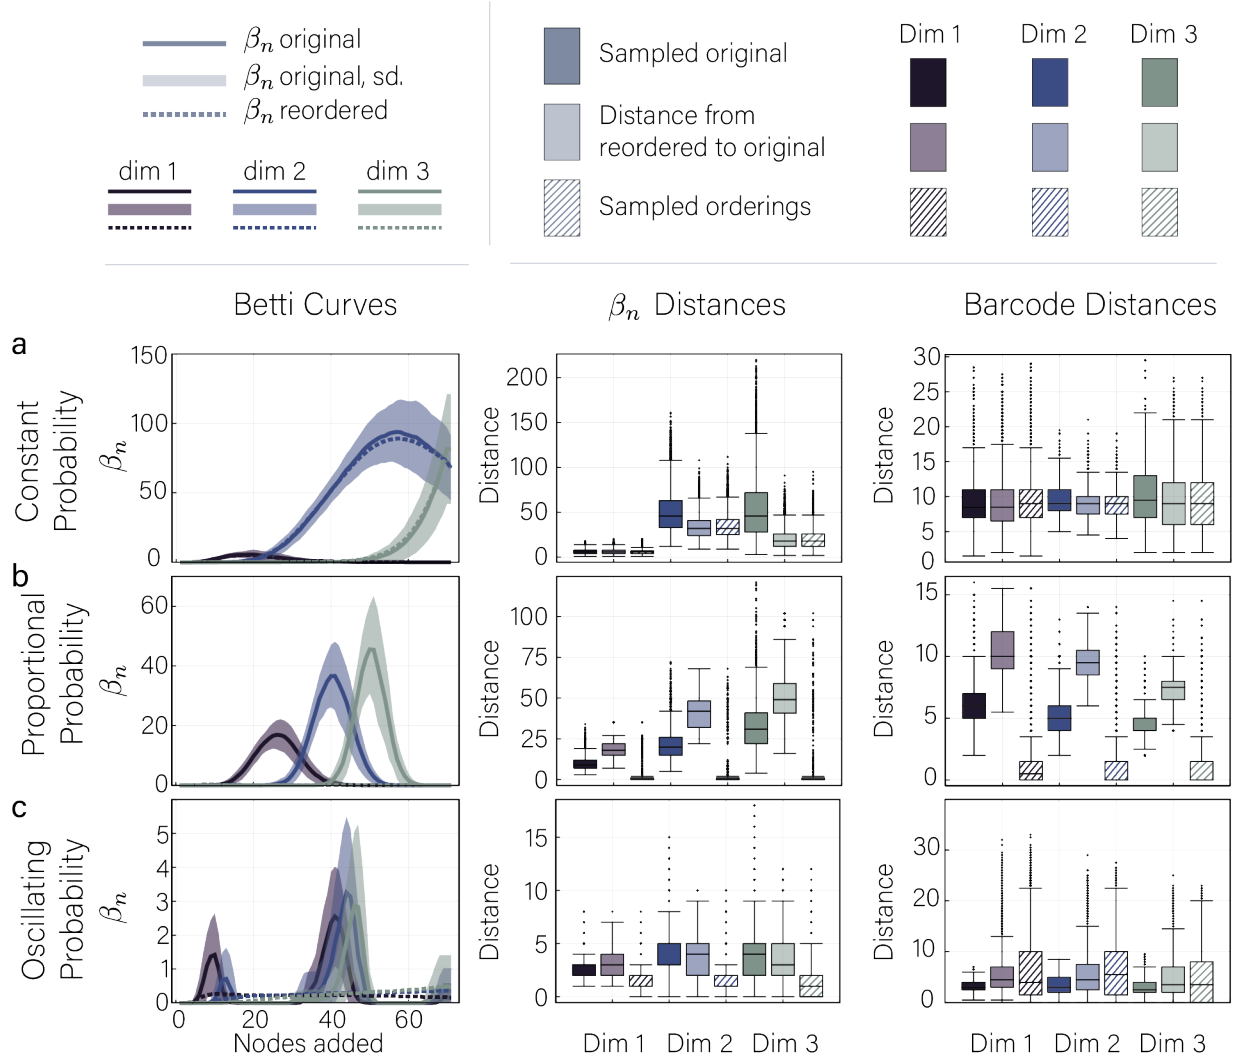 βn original
βn original, sd.
βn reordered
dim 1 dim 2 dim 3
Sampled original
Distance from
reordered to original
Sampled orderings
Dim 1 Dim 2 Dim 3
Betti Curves
βn Distances
Barcode Distances
a
Constant
Probability
βn
150
100
50
0
Distance
200
150
100
50
0
Distance
30
25
20
15
10
5
0
b
Proportional
Probability
βn
60
40
20
0
Distance
100
75
50
25
0
Distance
15
10
5
0
c
Oscillating
Probability
βn
5
4
3
2
1
0
0 20 40 60
Nodes added
Distance
15
10
5
0
Dim 1 Dim 2 Dim 3
Distance
30
20
10
0
Dim 1 Dim 2 Dim 3